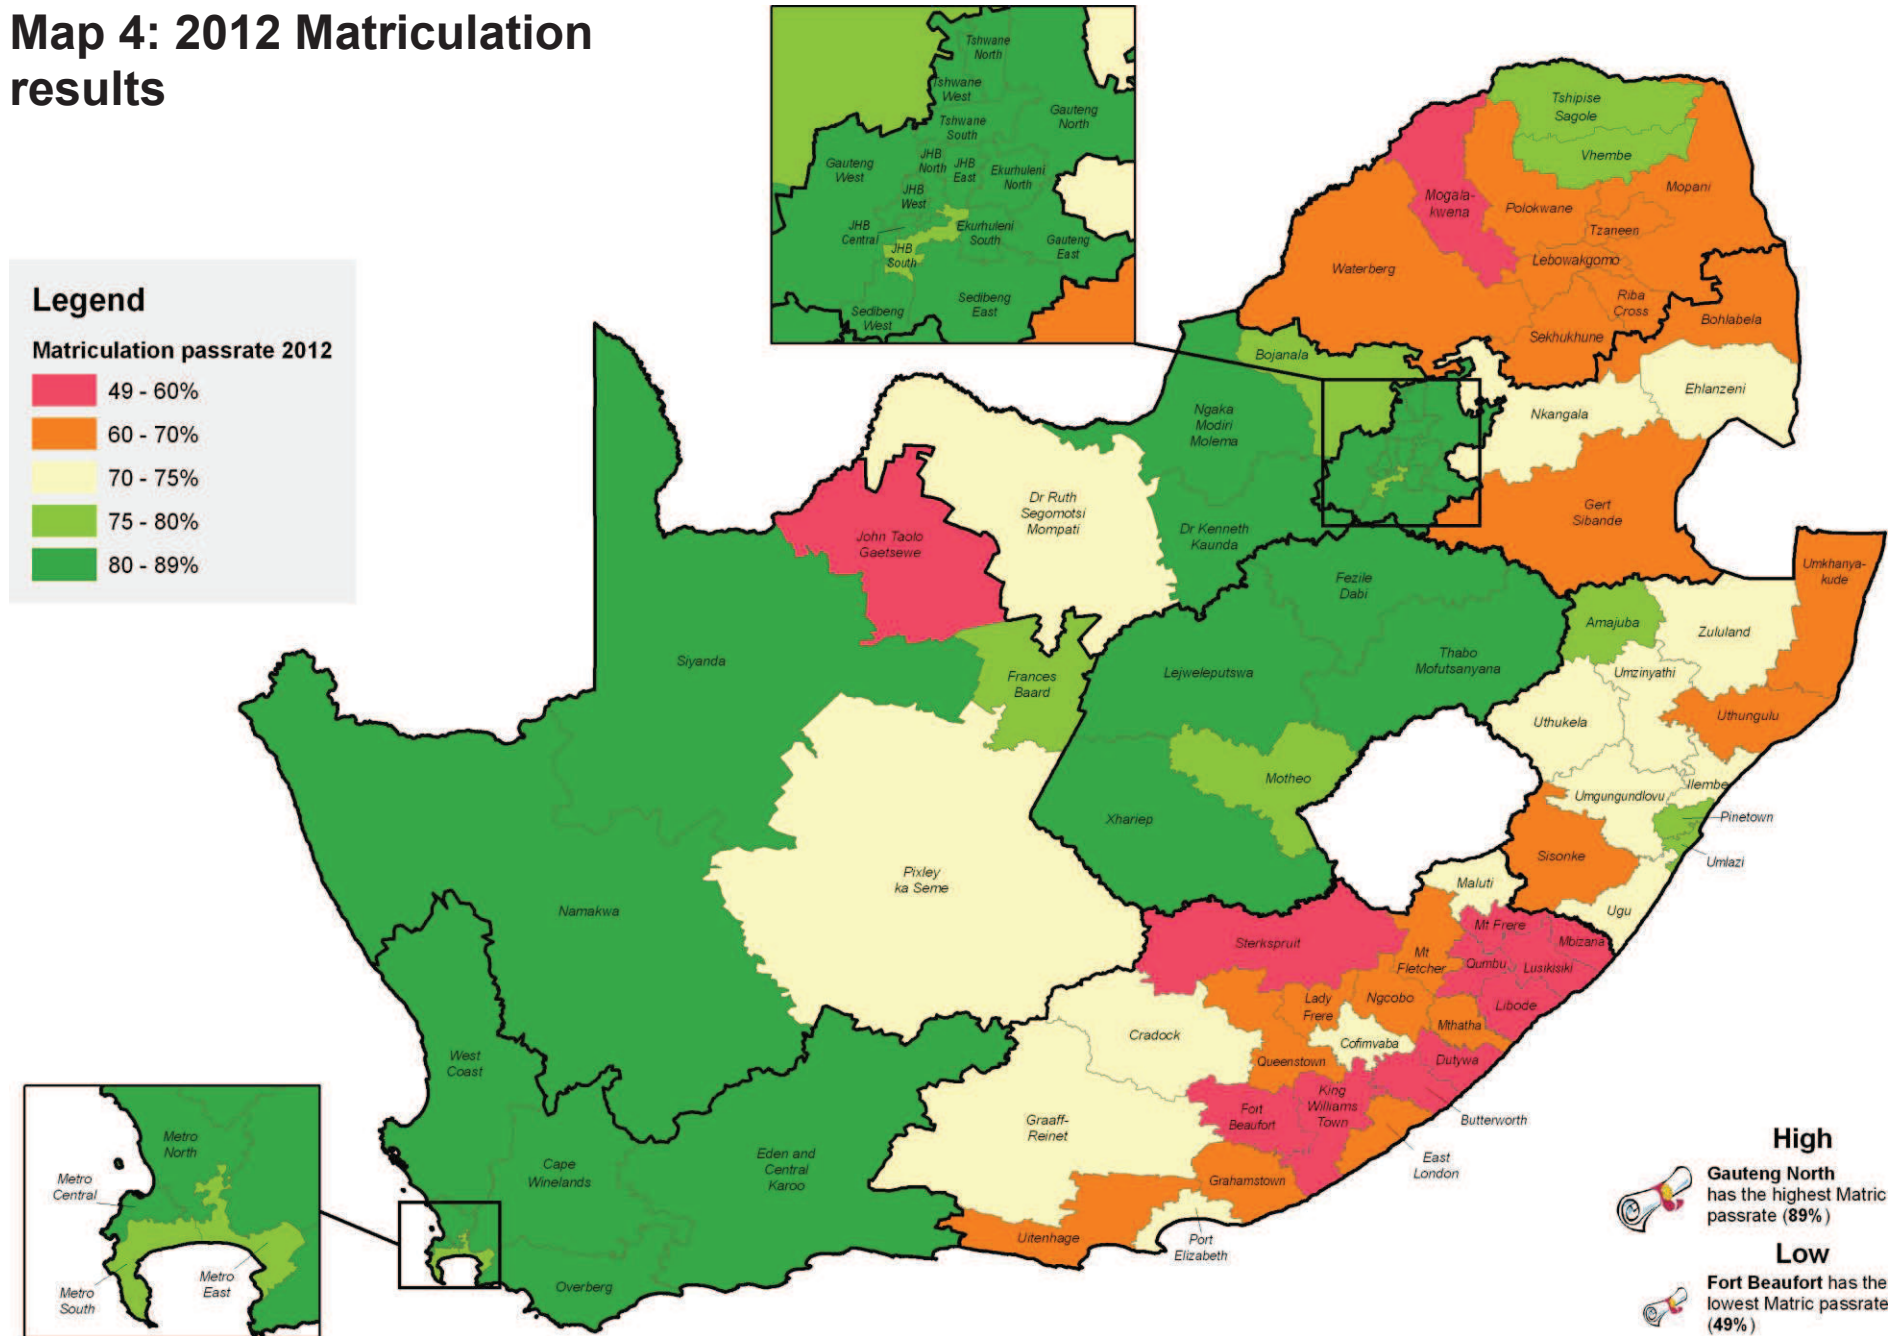 Map 4: 2012 Matriculation
results
Legend
Matriculation passrate 2012
49 - 60%
60 - 70%
70 - 75%
75 - 80%
80 - 89%
Tshwane
North
Tshwane
West
Tshwane
South
Gauteng
North
Gauteng
West
JHB
North
JHB
East
Ekurhuleni
North
JHB
West
JHB
Central
Ekurhuleni
South
JHB
South
Gauteng
East
Sedibeng
East
Sedibeng
West
Tshipise
Sagole
Vhembe
Mopani
Mogala-
kwena
Polokwane
Tzaneen
Lebowakgomo
Waterberg
Riba
Cross
Bohlabela
Sekhukhune
Bojanala
Ehlanzeni
Nkangala
Ngaka
Modiri
Molema
Dr Ruth
Segomotsi
Mompati
Gert
Sibande
Dr Kenneth
Kaunda
John Taolo
Gaetsewe
Umkhanya-
kude
Fezile
Dabi
Amajuba
Zululand
Siyanda
Thabo
Mofutsanyana
Lejweleputswa
Umzinyathi
Frances
Baard
Uthukela
Uthungulu
Motheo
Ilembe
Umgungundlovu
Xhariep
Pinetown
Sisonke
Umlazi
Pixley
ka Seme
Maluti
Namakwa
Ugu
Mt Frere
Mbizana
Sterkspruit
Mt
Fletcher
Qumbu
Lusikisiki
Lady
Frere
Ngcobo
Libode
Mthatha
Cradock
Cofimvaba
Queenstown
Dutywa
West
Coast
King
Williams
Town
Fort
Beaufort
Butterworth
Graaff-
Reinet
East
London
Eden and
Central
Karoo
Cape
Winelands
Grahamstown
Uitenhage
Port
Elizabeth
Overberg
Metro
North
Metro
Central
Metro
East
Metro
South
High
Gauteng North
has the highest Matric
passrate (89%)
Low
Fort Beaufort has the
lowest Matric passrate
(49%)